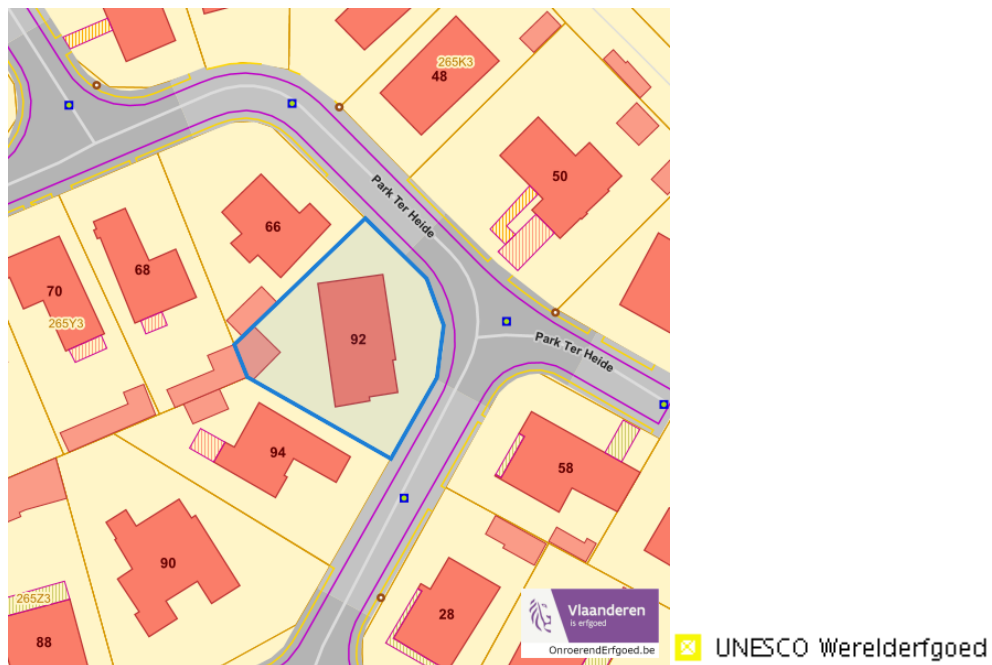 265K3
48
50
Park Ter Heide
66
68
70
265Y3
92
Park Ter Heide
94
58
90
265Z3
88
28
Vlaanderen
is erfgoed
OnroerendErfgoed.be
UNESCO Werelderfgoed